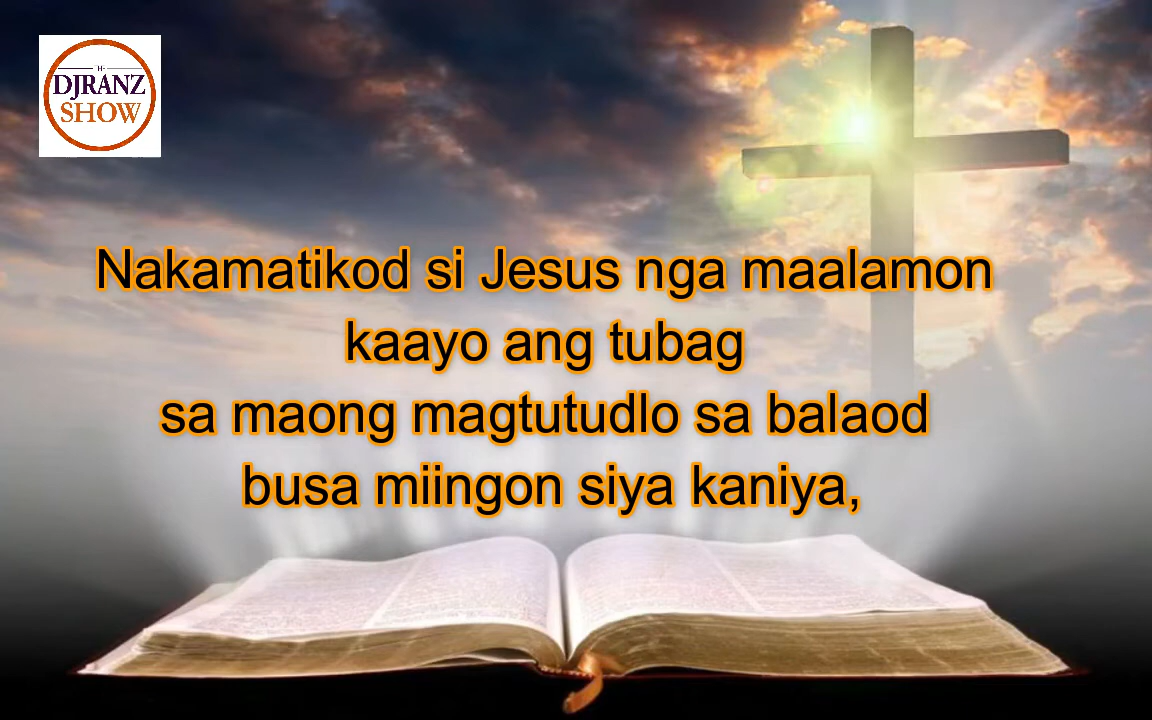 THE
DJRANZ
SHOW
Nakamatikod si Jesus nga maalamon
kaayo ang tubag
sa maong magtutudlo sa balaod
busa miingon siya kaniya,